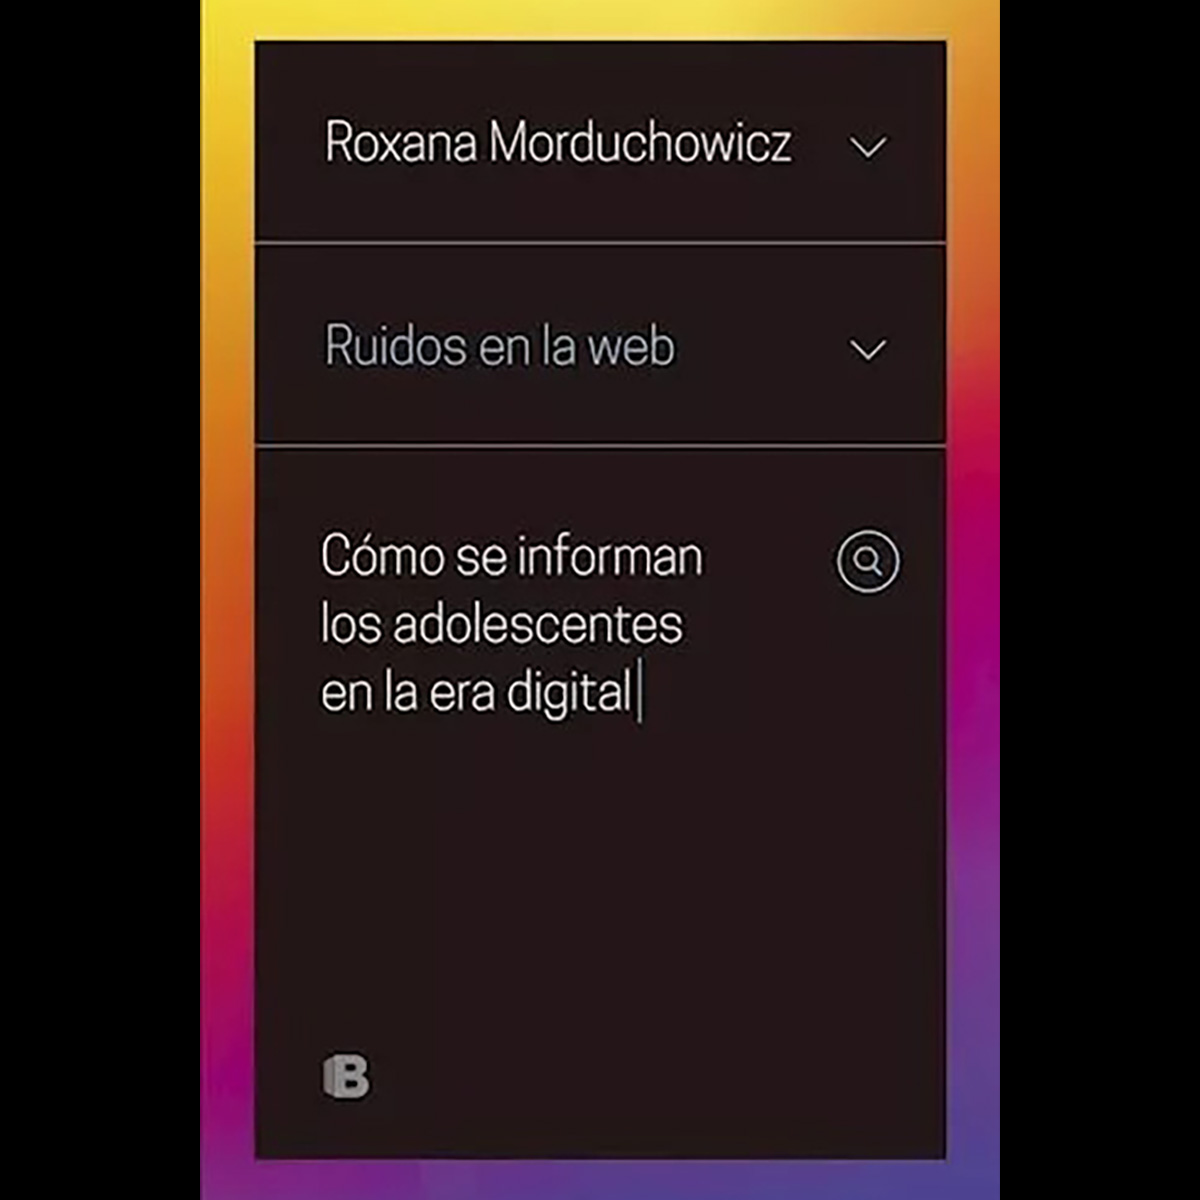 Roxana Morduchowicz
Ruidos en la web
Cómo se informan
los adolescentes
en la era digital
B